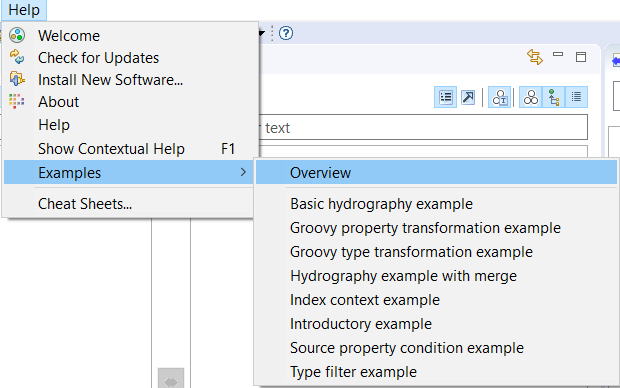 Help
Welcome
Check for Updates
Install New Software...
About
Help
text
Show Contextual Help F1
Examples
Overview
Cheat Sheets...
Basic hydrography example
Groovy property transformation example
Groovy type transformation example
Hydrography example with merge
Index context example
Introductory example
Source property condition example
Type filter example